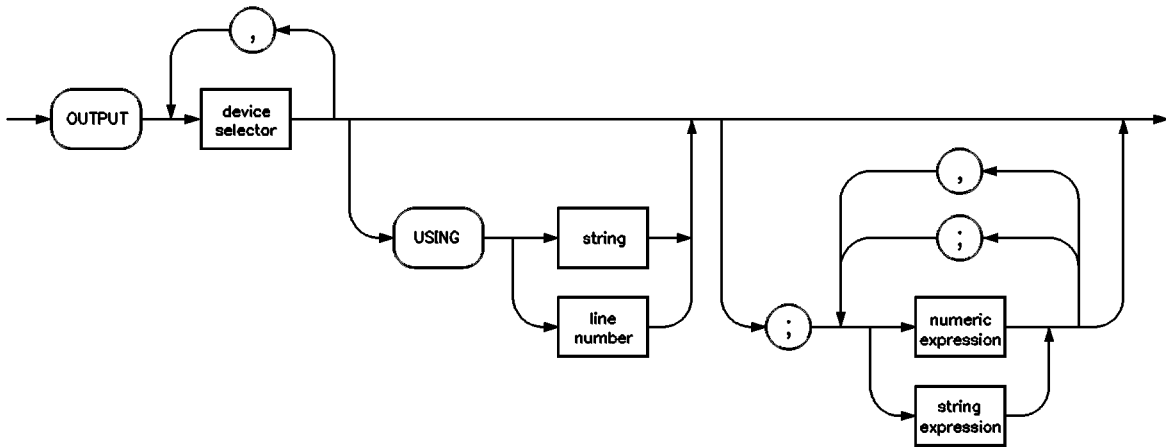 ,
OUTPUT
device
selector
,
USING
string
;
line
number
;
numeric
expression
string
expression